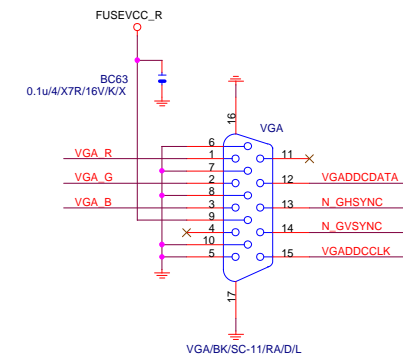 FUSEVCC_R
BC63
0.1u/4/X7R/16V/K/X
16
VGA
6
VGA_R
1
11
7
VGA_G
2
12
VGADDCDATA
8
VGA_B
3
13
N_GHSYNC
9
4
14
N_GVSYNC
10
5
15
VGADDCCLK
17
VGA/BK/SC-11/RA/D/L